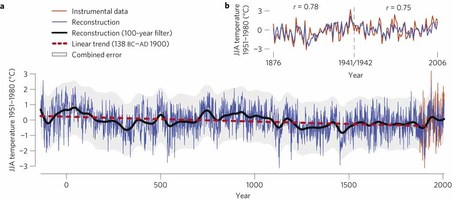 a
Instrumental data
Reconstruction
Reconstruction (100-year filter)
Linear trend (138 BC–AD 1900)
Combined error
JJA temperature 1951–1980 (°C)
3
2
1
0
−1
−2
−3
0
500
1000
1500
2000
Year
b
JJA temperature
1951–1980 (°C)
r = 0.78
r = 0.75
3
0
−3
1876
1941/1942
2006
Year